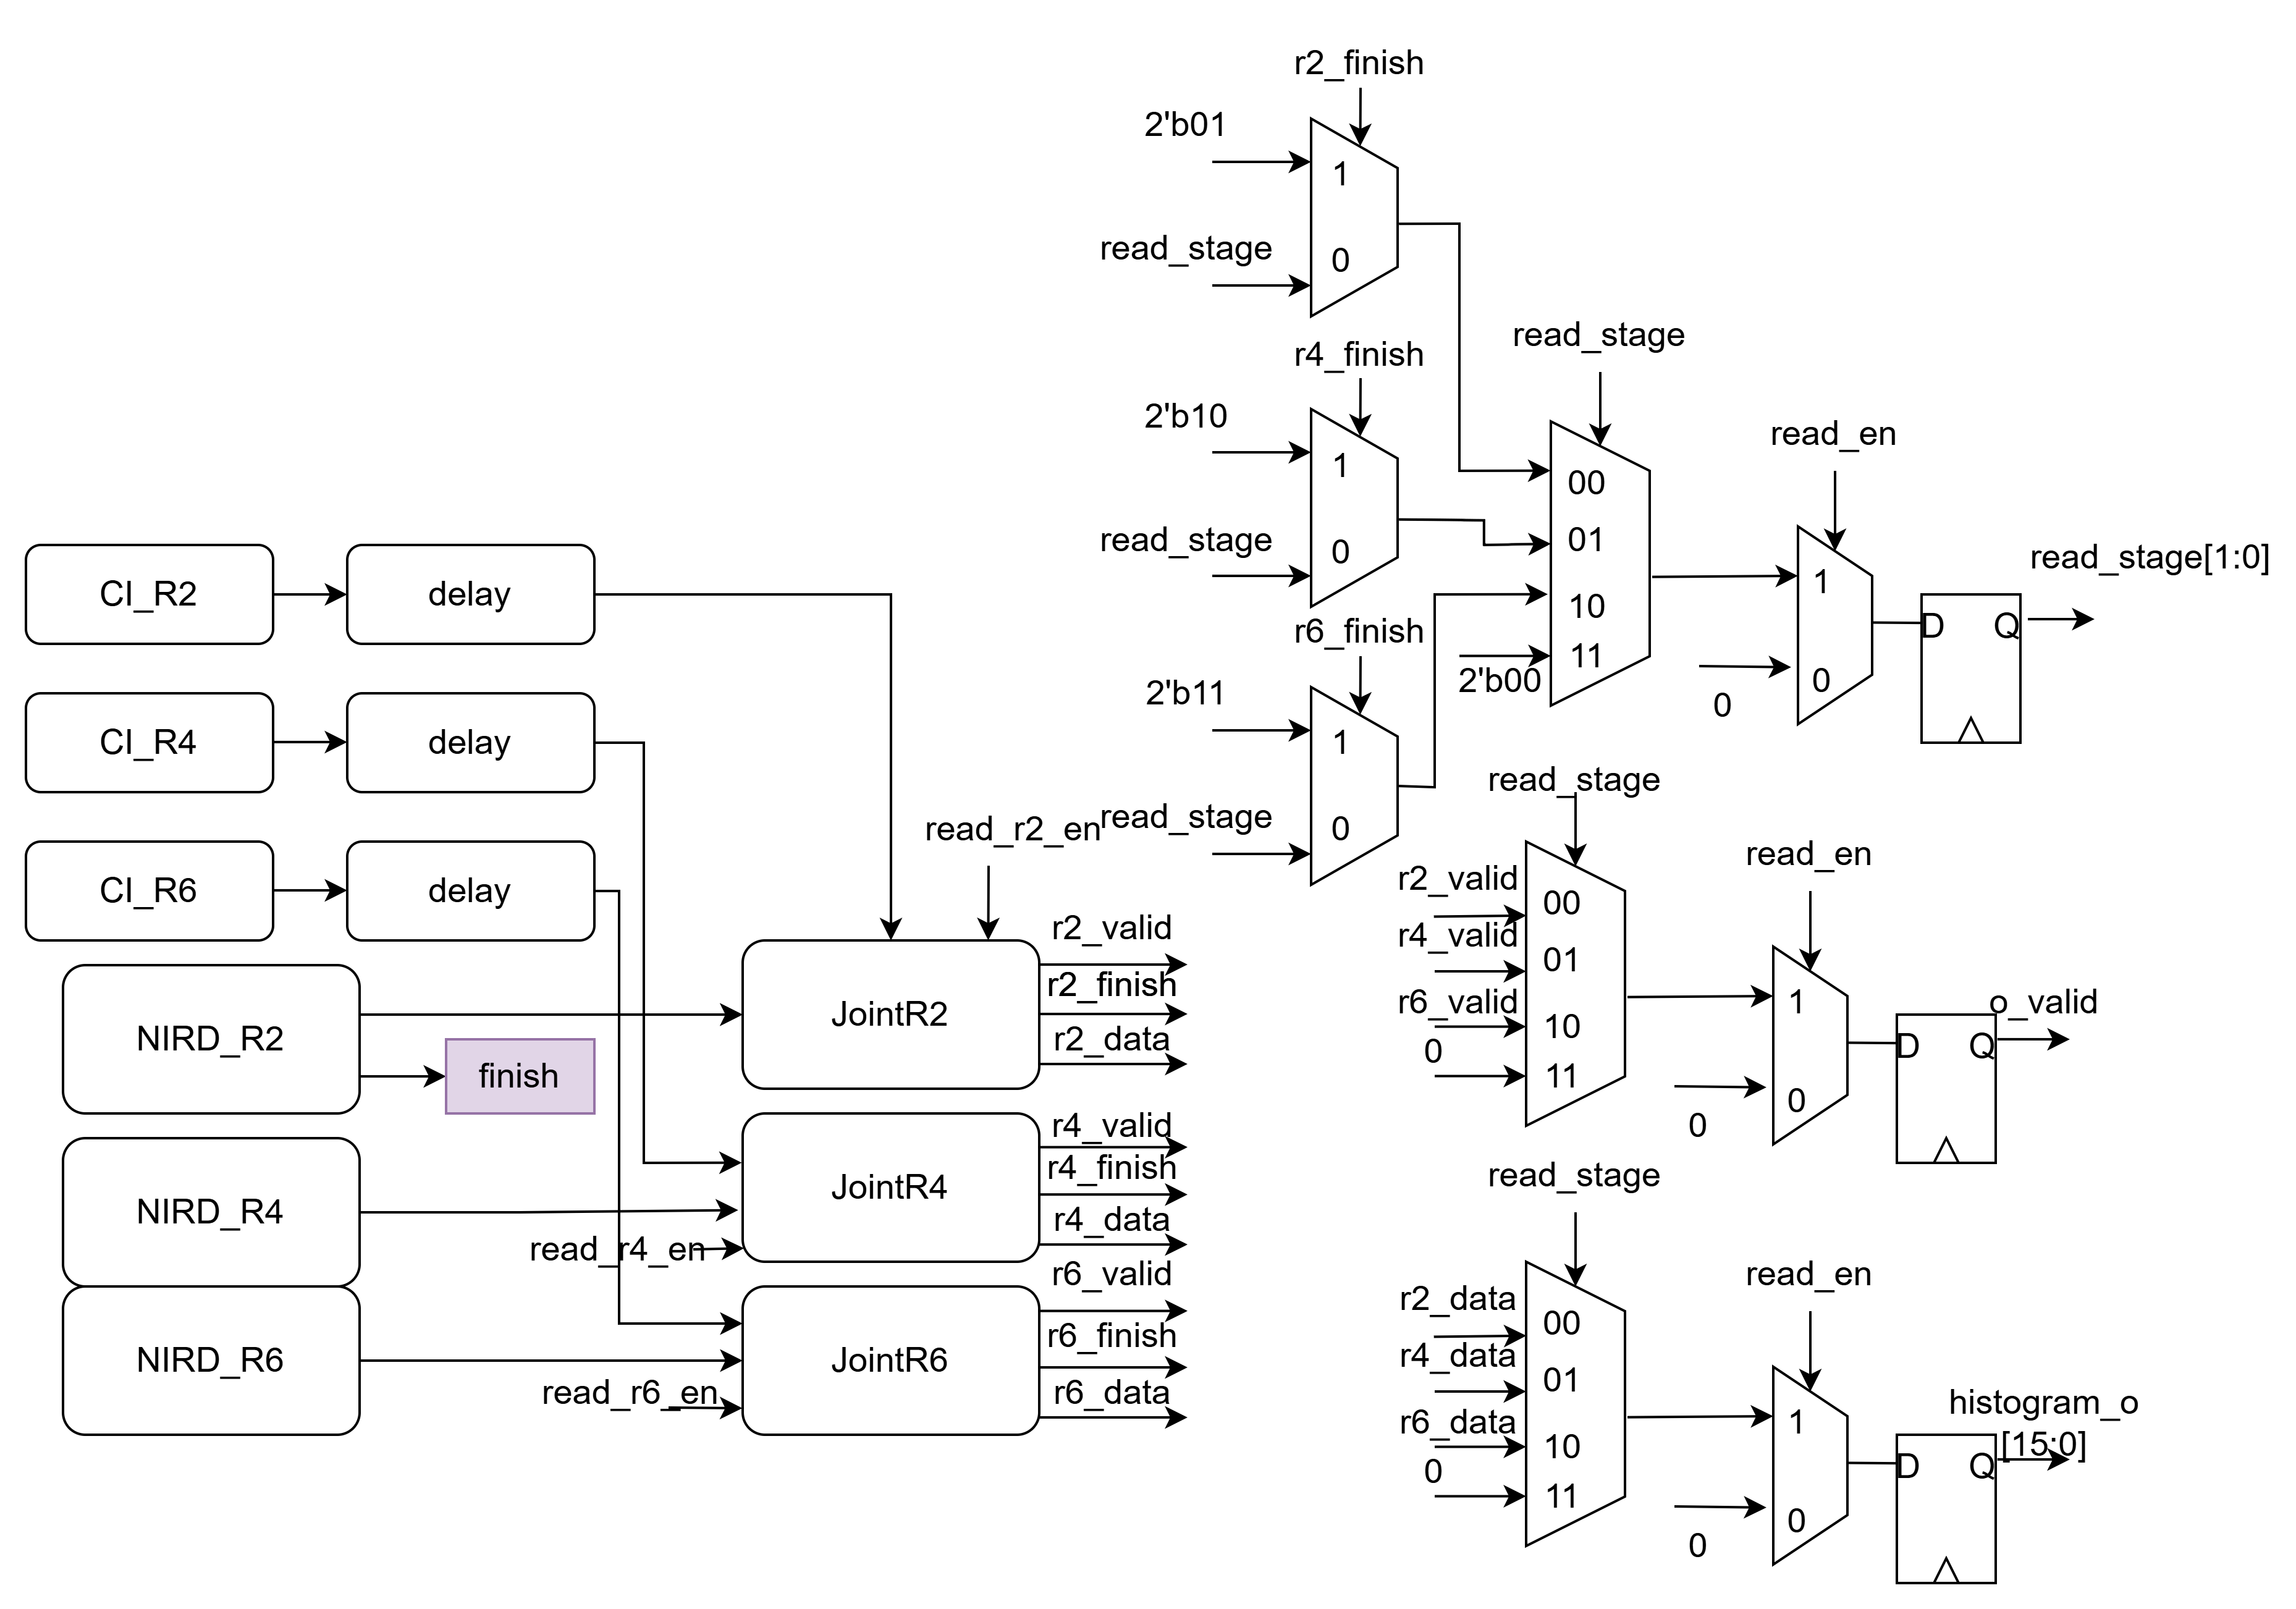 r2_finish
2'b01
1
read_stage
0
r4_finish
2'b10
1
read_stage
0
r6_finish
2'b11
1
read_stage
0
read_stage
00
01
10
11
2'b00
read_en
1
0
0
D
Q
read_stage[1:0]
CI_R2
delay
CI_R4
delay
CI_R6
delay
NIRD_R2
finish
NIRD_R4
NIRD_R6
read_r2_en
JointR2
r2_valid
r2_finish
r2_data
read_r4_en
JointR4
r4_valid
r4_finish
r4_data
read_r6_en
JointR6
r6_valid
r6_finish
r6_data
read_stage
r2_valid
00
r4_valid
01
r6_valid
10
0
11
read_en
1
0
0
D
Q
o_valid
read_stage
r2_data
00
r4_data
01
r6_data
10
0
11
read_en
1
0
0
D
Q
histogram_o
[15:0]